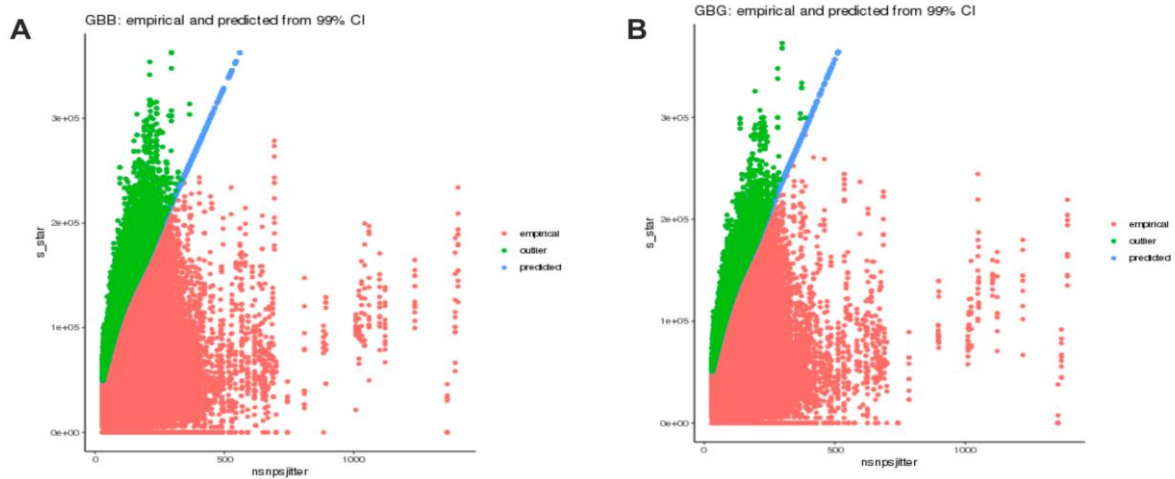 A
GBB: empirical and predicted from 99% CI
s_star
3e+05
2e+05
1e+05
0e+00
0
500
1000
nsnpsjitter
empirical
outlier
predicted
B
GBG: empirical and predicted from 99% CI
s_star
3e+05
2e+05
1e+05
0e+00
0
500
1000
nsnpsjitter
empirical
outlier
predicted